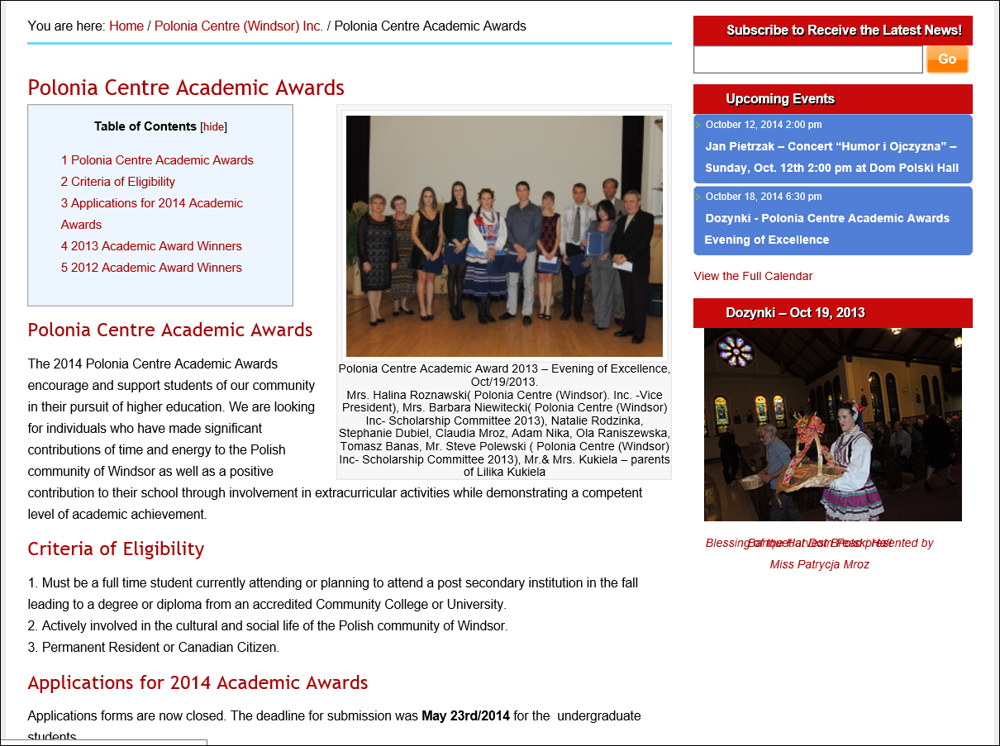 You are here: Home / Polonia Centre (Windsor) Inc. / Polonia Centre Academic Awards
Polonia Centre Academic Awards
Table of Contents [hide]
1 Polonia Centre Academic Awards
2 Criteria of Eligibility
3 Applications for 2014 Academic
Awards
4 2013 Academic Award Winners
5 2012 Academic Award Winners
Polonia Centre Academic Award 2013 – Evening of Excellence,
Oct/19/2013.
Mrs. Halina Roznawski( Polonia Centre (Windsor). Inc. -Vice
President), Mrs. Barbara Niewitecki( Polonia Centre (Windsor)
Inc- Scholarship Committee 2013), Natalie Rodzinka,
Stephanie Dubiel, Claudia Mroz, Adam Nika, Ola Raniszewska,
Tomasz Banas, Mr. Steve Polewski ( Polonia Centre (Windsor)
Inc- Scholarship Committee 2013), Mr.& Mrs. Kukiela – parents
of Lilika Kukiela
Polonia Centre Academic Awards
The 2014 Polonia Centre Academic Awards
encourage and support students of our community
in their pursuit of higher education. We are looking
for individuals who have made significant
contributions of time and energy to the Polish
community of Windsor as well as a positive
contribution to their school through involvement in extracurricular activities while demonstrating a competent
level of academic achievement.
Criteria of Eligibility
1. Must be a full time student currently attending or planning to attend a post secondary institution in the fall
leading to a degree or diploma from an accredited Community College or University.
2. Actively involved in the cultural and social life of the Polish community of Windsor.
3. Permanent Resident or Canadian Citizen.
Applications for 2014 Academic Awards
Applications forms are now closed. The deadline for submission was May 23rd/2014 for the  undergraduate
students
Subscribe to Receive the Latest News!
Go
Upcoming Events
October 12, 2014 2:00 pm
Jan Pietrzak – Concert “Humor i Ojczyzna” –
Sunday, Oct. 12th 2:00 pm at Dom Polski Hall
October 18, 2014 6:30 pm
Dozynki - Polonia Centre Academic Awards
Evening of Excellence
View the Full Calendar
Dozynki – Oct 19, 2013
Blessing of the Harvest Bread presented by
Banquet at Dom Polski Hall
Miss Patrycja Mroz